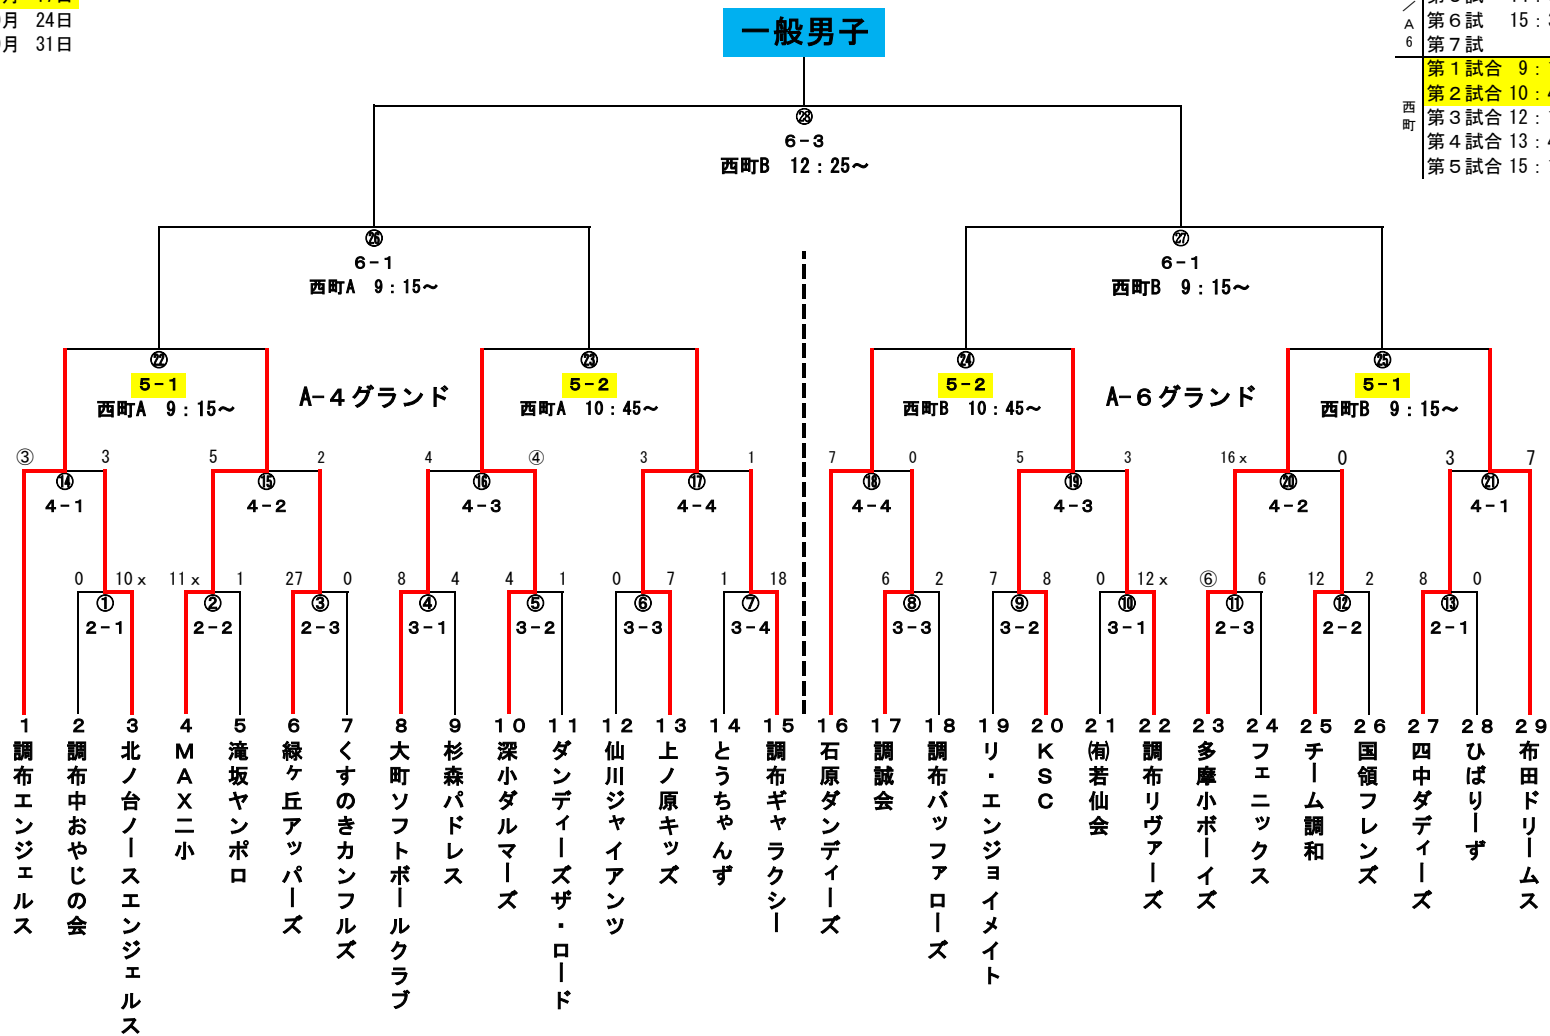 月 17日
月 24日
月 31日
一般男子
／
A
6
第６試 15：
第７試
西町
第１試合 9：
第２試合 10：
第３試合 12：
第４試合 13：
第５試合 15：
㉘
6-3
西町B 12：25～
㉖
6-1
西町A 9：15～
㉗
6-1
西町B 9：15～
㉒
5-1
西町A 9：15～
A-4グランド
㉓
5-2
西町A 10：45～
㉔
5-2
西町B 10：45～
A-6グランド
㉕
5-1
西町B 9：15～
③ 3 5 2 4 ④ 3 1 7 0 5 3 16x 0 3 7
⑭ ⑮ ⑯ ⑰ ⑱ ⑲ ⑳ ㉑
4-1 4-2 4-3 4-4 4-4 4-3 4-2 4-1
0 10x 11x 1 27 0 8 4 4 1 0 7 1 18 6 2 7 8 0 12x ⑥ 6 12 2 8 0
① ② ③ ④ ⑤ ⑥ ⑦ ⑧ ⑨ ⑩ ⑪ ⑫ ⑬
2-1 2-2 2-3 3-1 3-2 3-3 3-4 3-3 3-2 3-1 2-3 2-2 2-1
1 調布エンジェルス
2 調布中おやじの会
3 北ノ台ノースエンジェルス
4 MAX二小
5 滝坂ヤンポロ
6 緑ヶ丘アッパーズ
7 くすのきカンフルズ
8 大町ソフトボールクラブ
9 杉森パドレス
10 深小ダルマーズ
11 ダンディーズザ・ロード
12 仙川ジャイアンツ
13 上ノ原キッズ
14 とうちゃんず
15 調布ギャラクシー
16 石原ダンディーズ
17 調誠会
18 調布バッファローズ
19 リ・エンジョイメイト
20 KSC
21 ㈲若仙会
22 調布リヴァーズ
23 多摩小ボーイズ
24 フェニックス
25 チーム調和
26 国領フレンズ
27 四中ダディーズ
28 ひばりーず
29 布田ドリームス